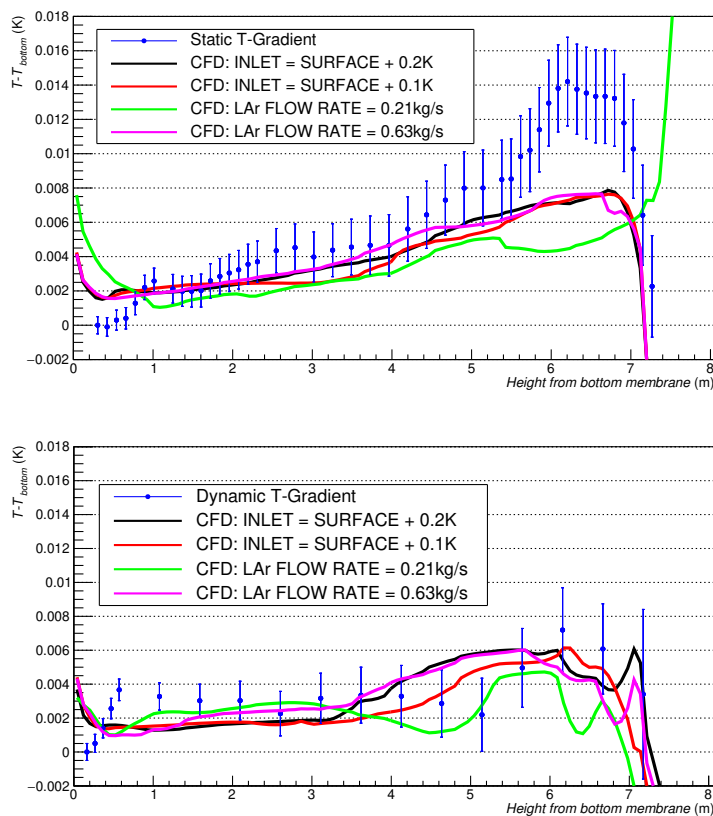 T-T_bottom (K)
0.018
0.016
0.014
0.012
0.01
0.008
0.006
0.004
0.002
0
−0.002
Static T-Gradient
CFD: INLET = SURFACE + 0.2K
CFD: INLET = SURFACE + 0.1K
CFD: LAr FLOW RATE = 0.21kg/s
CFD: LAr FLOW RATE = 0.63kg/s
0 1 2 3 4 5 6 7 8
Height from bottom membrane (m)
T-T_bottom (K)
0.018
0.016
0.014
0.012
0.01
0.008
0.006
0.004
0.002
0
−0.002
Dynamic T-Gradient
CFD: INLET = SURFACE + 0.2K
CFD: INLET = SURFACE + 0.1K
CFD: LAr FLOW RATE = 0.21kg/s
CFD: LAr FLOW RATE = 0.63kg/s
0 1 2 3 4 5 6 7 8
Height from bottom membrane (m)